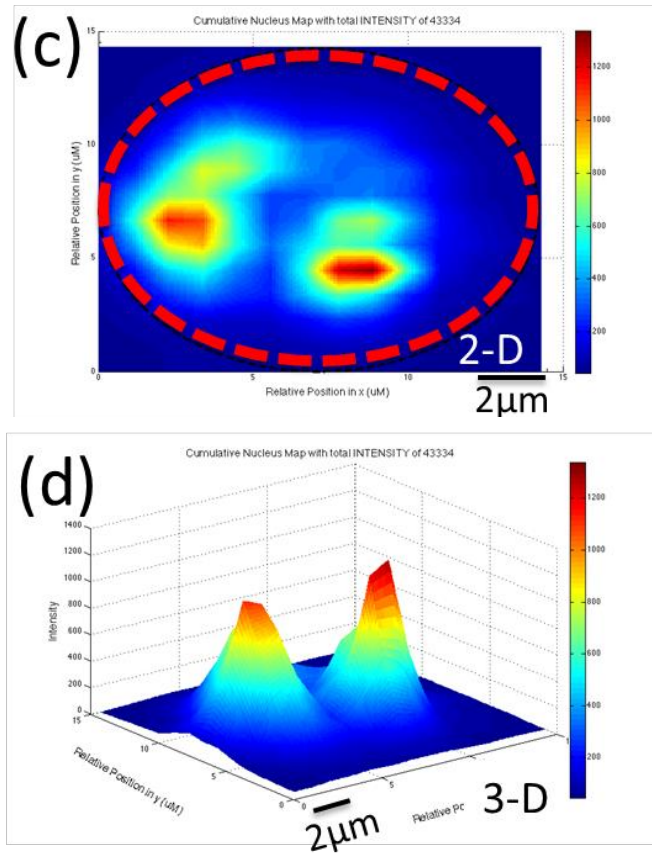 (c)
Cumulative Nucleus Map with total INTENSITY of 43334
15
10
5
0
Relative Position in y (uM)
0
5
10
15
Relative Position in x (uM)
2-D
2μm
1200
1000
800
600
400
200
(d)
Cumulative Nucleus Map with total INTENSITY of 43334
1400
1200
1000
800
600
400
200
0
Intensity
15
10
5
0
Relative Position in y (uM)
0
5
Relative Pc
2μm
3-D
1200
1000
800
600
400
200